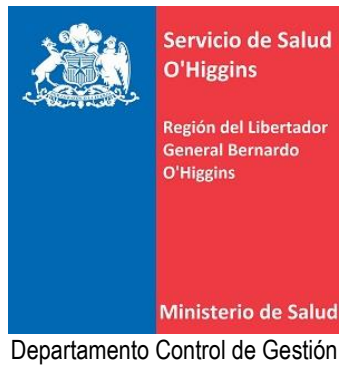 Servicio de Salud
O'Higgins
Región del Libertador
General Bernardo
O'Higgins
Ministerio de Salud
Departamento Control de Gestión